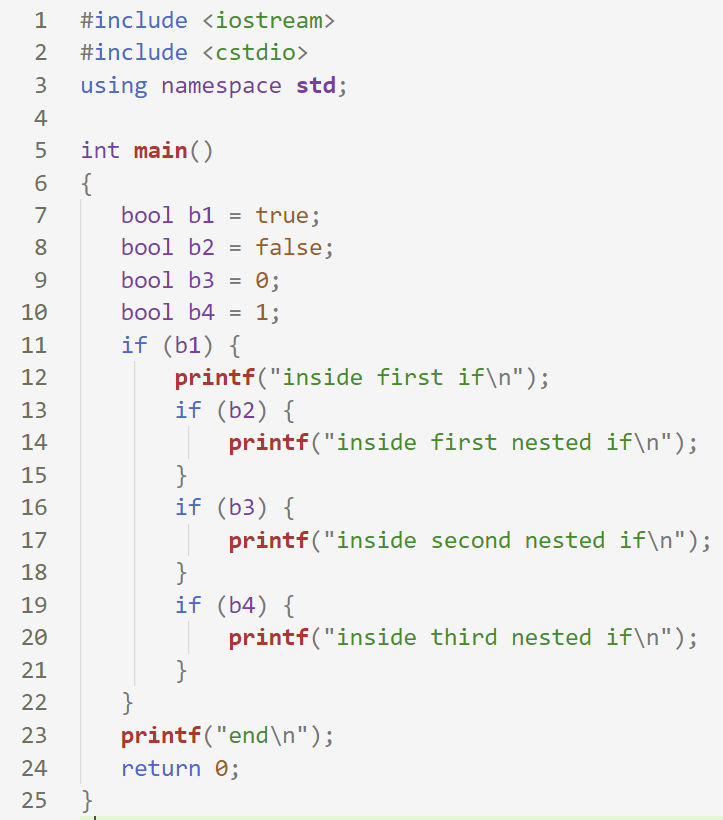 1 #include <iostream>
2 #include <cstdio>
3 using namespace std;
4
5 int main()
6 {
7    bool b1 = true;
8    bool b2 = false;
9    bool b3 = 0;
10    bool b4 = 1;
11    if (b1) {
12        printf("inside first if\n");
13        if (b2) {
14            printf("inside first nested if\n");
15        }
16        if (b3) {
17            printf("inside second nested if\n");
18        }
19        if (b4) {
20            printf("inside third nested if\n");
21        }
22    }
23    printf("end\n");
24    return 0;
25 }